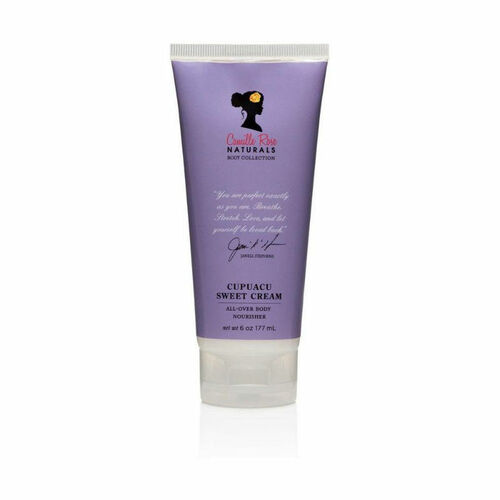 Camille Rose
NATURALS
BODY COLLECTION
"You are perfect exactly
as you are. Breathe.
Stretch. Love, and let
yourself be loved back."
JANELL STEPHENS
CUPUACU
SWEET CREAM
ALL-OVER BODY
NOURISHER
net wt 6 oz 177 mL